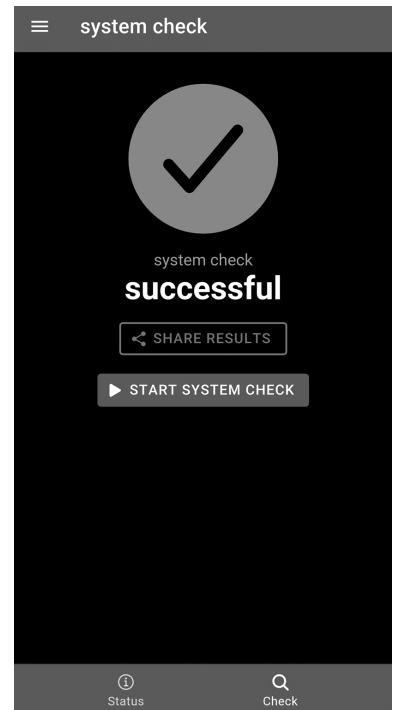 system check
system check
successful
SHARE RESULTS
START SYSTEM CHECK
Status
Check